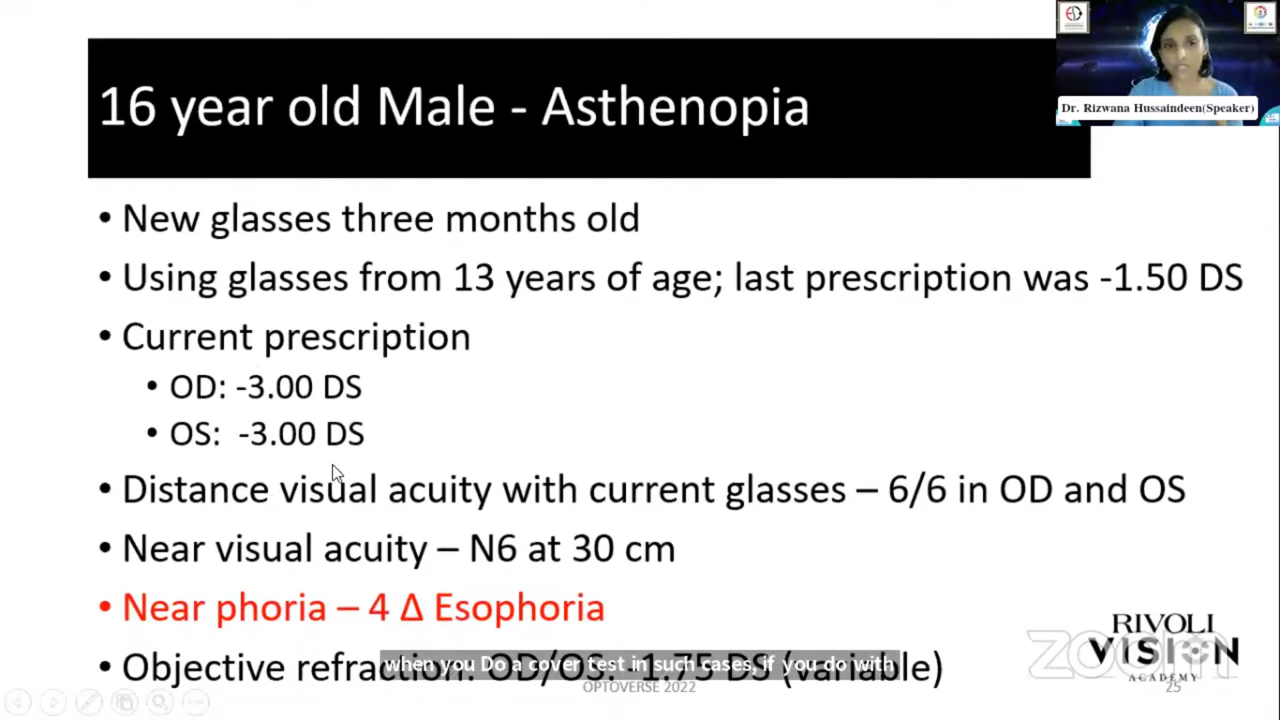 Dr. Rizwana Hussaindeen(Speaker)
16 year old Male - Asthenopia
• New glasses three months old
• Using glasses from 13 years of age; last prescription was -1.50 DS
• Current prescription
• OD: -3.00 DS
• OS: -3.00 DS
• Distance visual acuity with current glasses – 6/6 in OD and OS
• Near visual acuity – N6 at 30 cm
• Near phoria – 4 Δ Esophoria
• Objective refraction: OD/OS: -1.75 DS (variable)
when you Do a cover test in such cases, if you do with
OPTOVERSE 2022
RIVOLI
VISION
ACADEMY
zoom
25